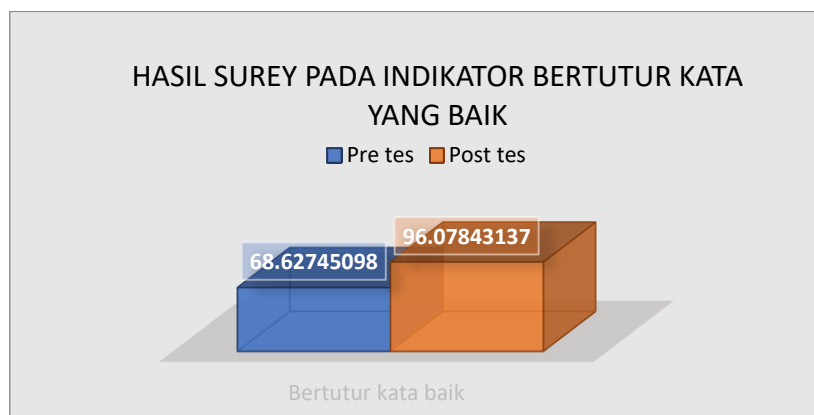 HASIL SUREY PADA INDIKATOR BERTUTUR KATA
YANG BAIK
Pre tes Post tes
96.07843137
68.62745098
Bertutur kata baik